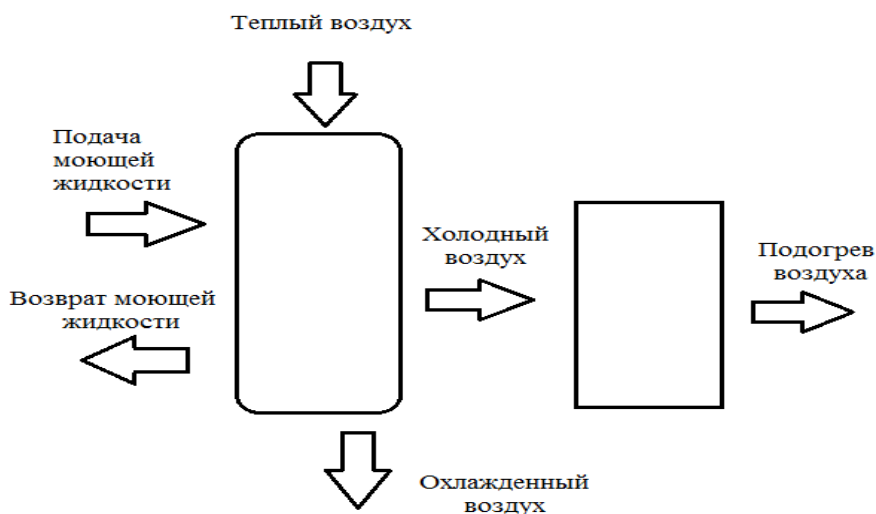 Теплый воздух
Подача
моющей
жидкости
Холодный
воздух
Подогрев
воздуха
Возврат моющей
жидкости
Охлажденный
воздух